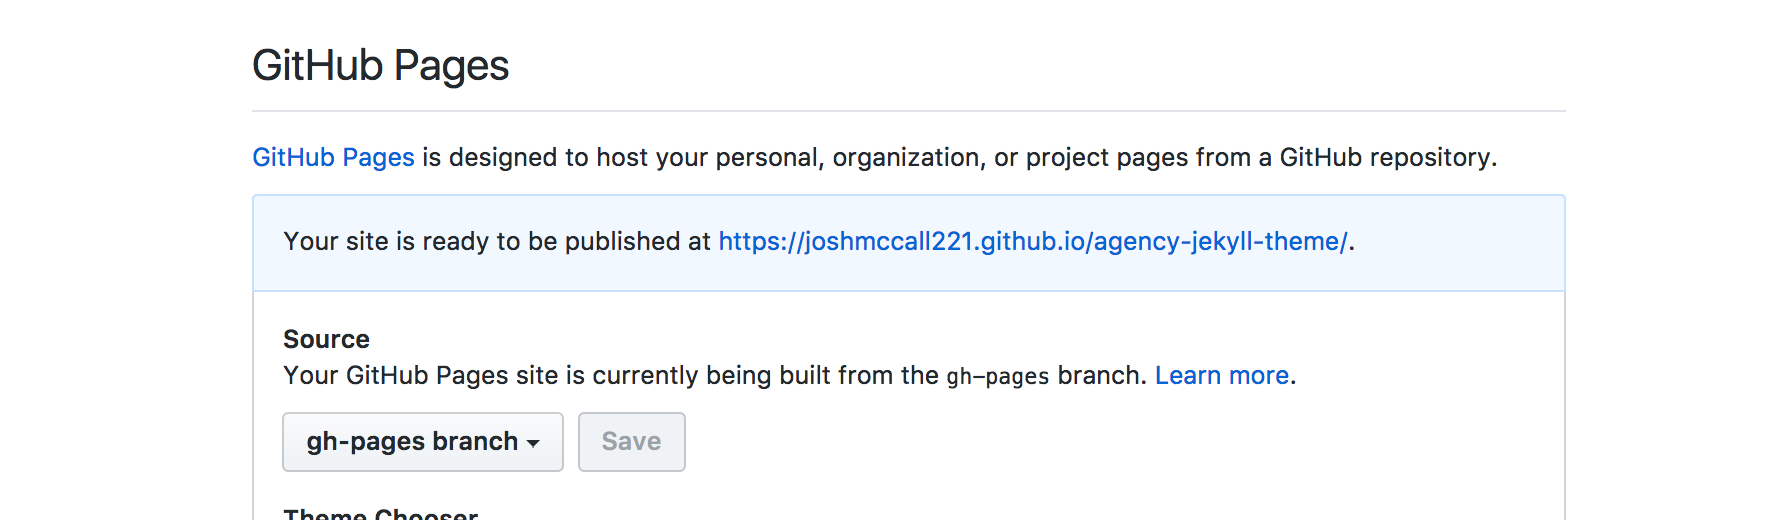 GitHub Pages
GitHub Pages is designed to host your personal, organization, or project pages from a GitHub repository.
Your site is ready to be published at https://joshmccall221.github.io/agency-jekyll-theme/.
Source
Your GitHub Pages site is currently being built from the gh-pages branch. Learn more.
gh-pages branch Save
Theme Chooser